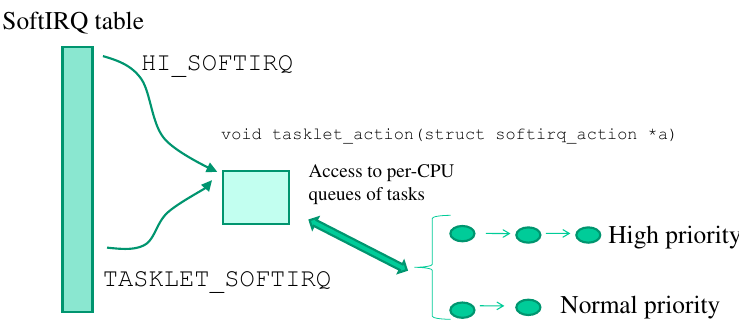 SoftIRQ table
HI_SOFTIRQ
void tasklet_action(struct softirq_action *a)
Access to per-CPU
queues of tasks
High priority
TASKLET_SOFTIRQ
Normal priority